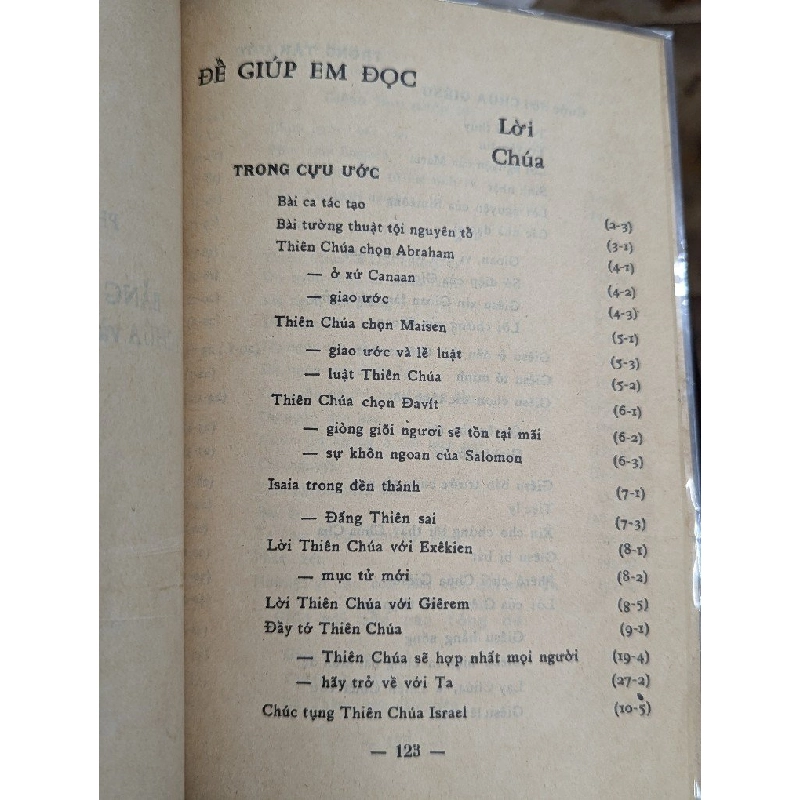 ĐỀ GIÚP EM ĐỌC
Lời
Chúa
TRONG CỰU ƯỚC
Bài ca tác tạo (2-3)
Bài tường thuật tội nguyên tổ (3-1)
Thiên Chúa chọn Abraham (4-1)
— ở xứ Canaan (4-2)
— giao ước (4-3)
Thiên Chúa chọn Maisen (5-1)
— giao ước và lề luật (5-3)
— luật Thiên Chúa (5-2)
Thiên Chúa chọn Đavít (6-1)
— giòng giõi ngươi sẽ tồn tại mãi (6-2)
— sự khôn ngoan của Salomon (6-3)
Isaia trong đền thánh (7-1)
— Đấng Thiên sai (7-3)
Lời Thiên Chúa với Exêkien (8-1)
— mục tử mới (8-2)
Lời Thiên Chúa với Giêrem (8-5)
Đầy tớ Thiên Chúa (9-1)
— Thiên Chúa sẽ hợp nhất mọi người (19-4)
— hãy trở về với Ta (27-2)
Chúc tụng Thiên Chúa Israel (10-5)
— 123 —